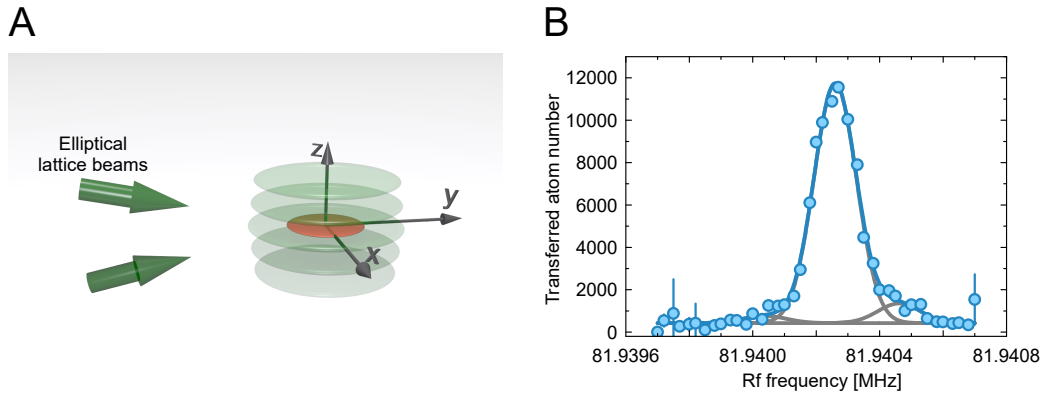 A
Elliptical
lattice beams
z
y
x
B
Transferred atom number
12000
10000
8000
6000
4000
2000
0
81.9396
81.9400
81.9404
81.9408
Rf frequency [MHz]